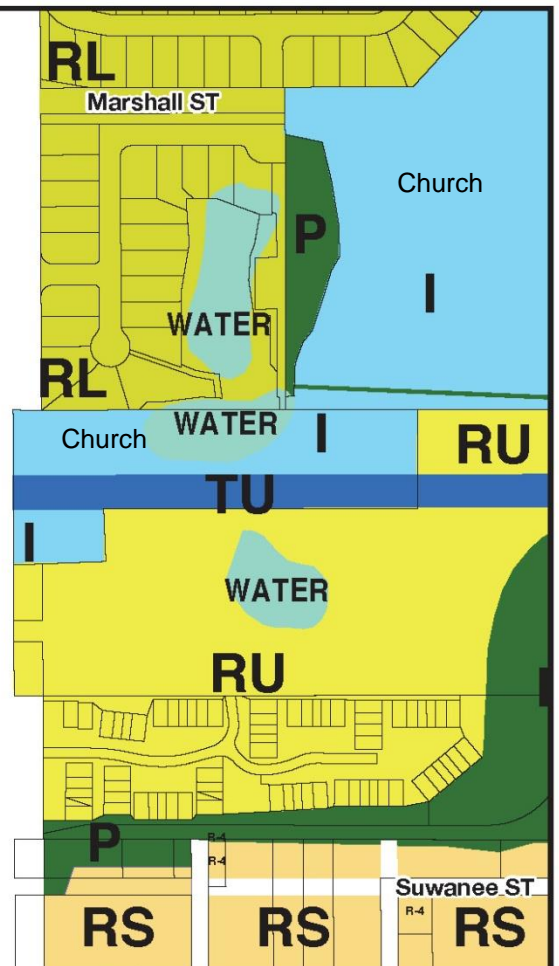 RL
Marshall ST
Church
P
I
WATER
RL
Church
WATER
I
RU
TU
I
WATER
RU
P
R-4
R-4
Suwanee ST
R-4
RS
RS
RS